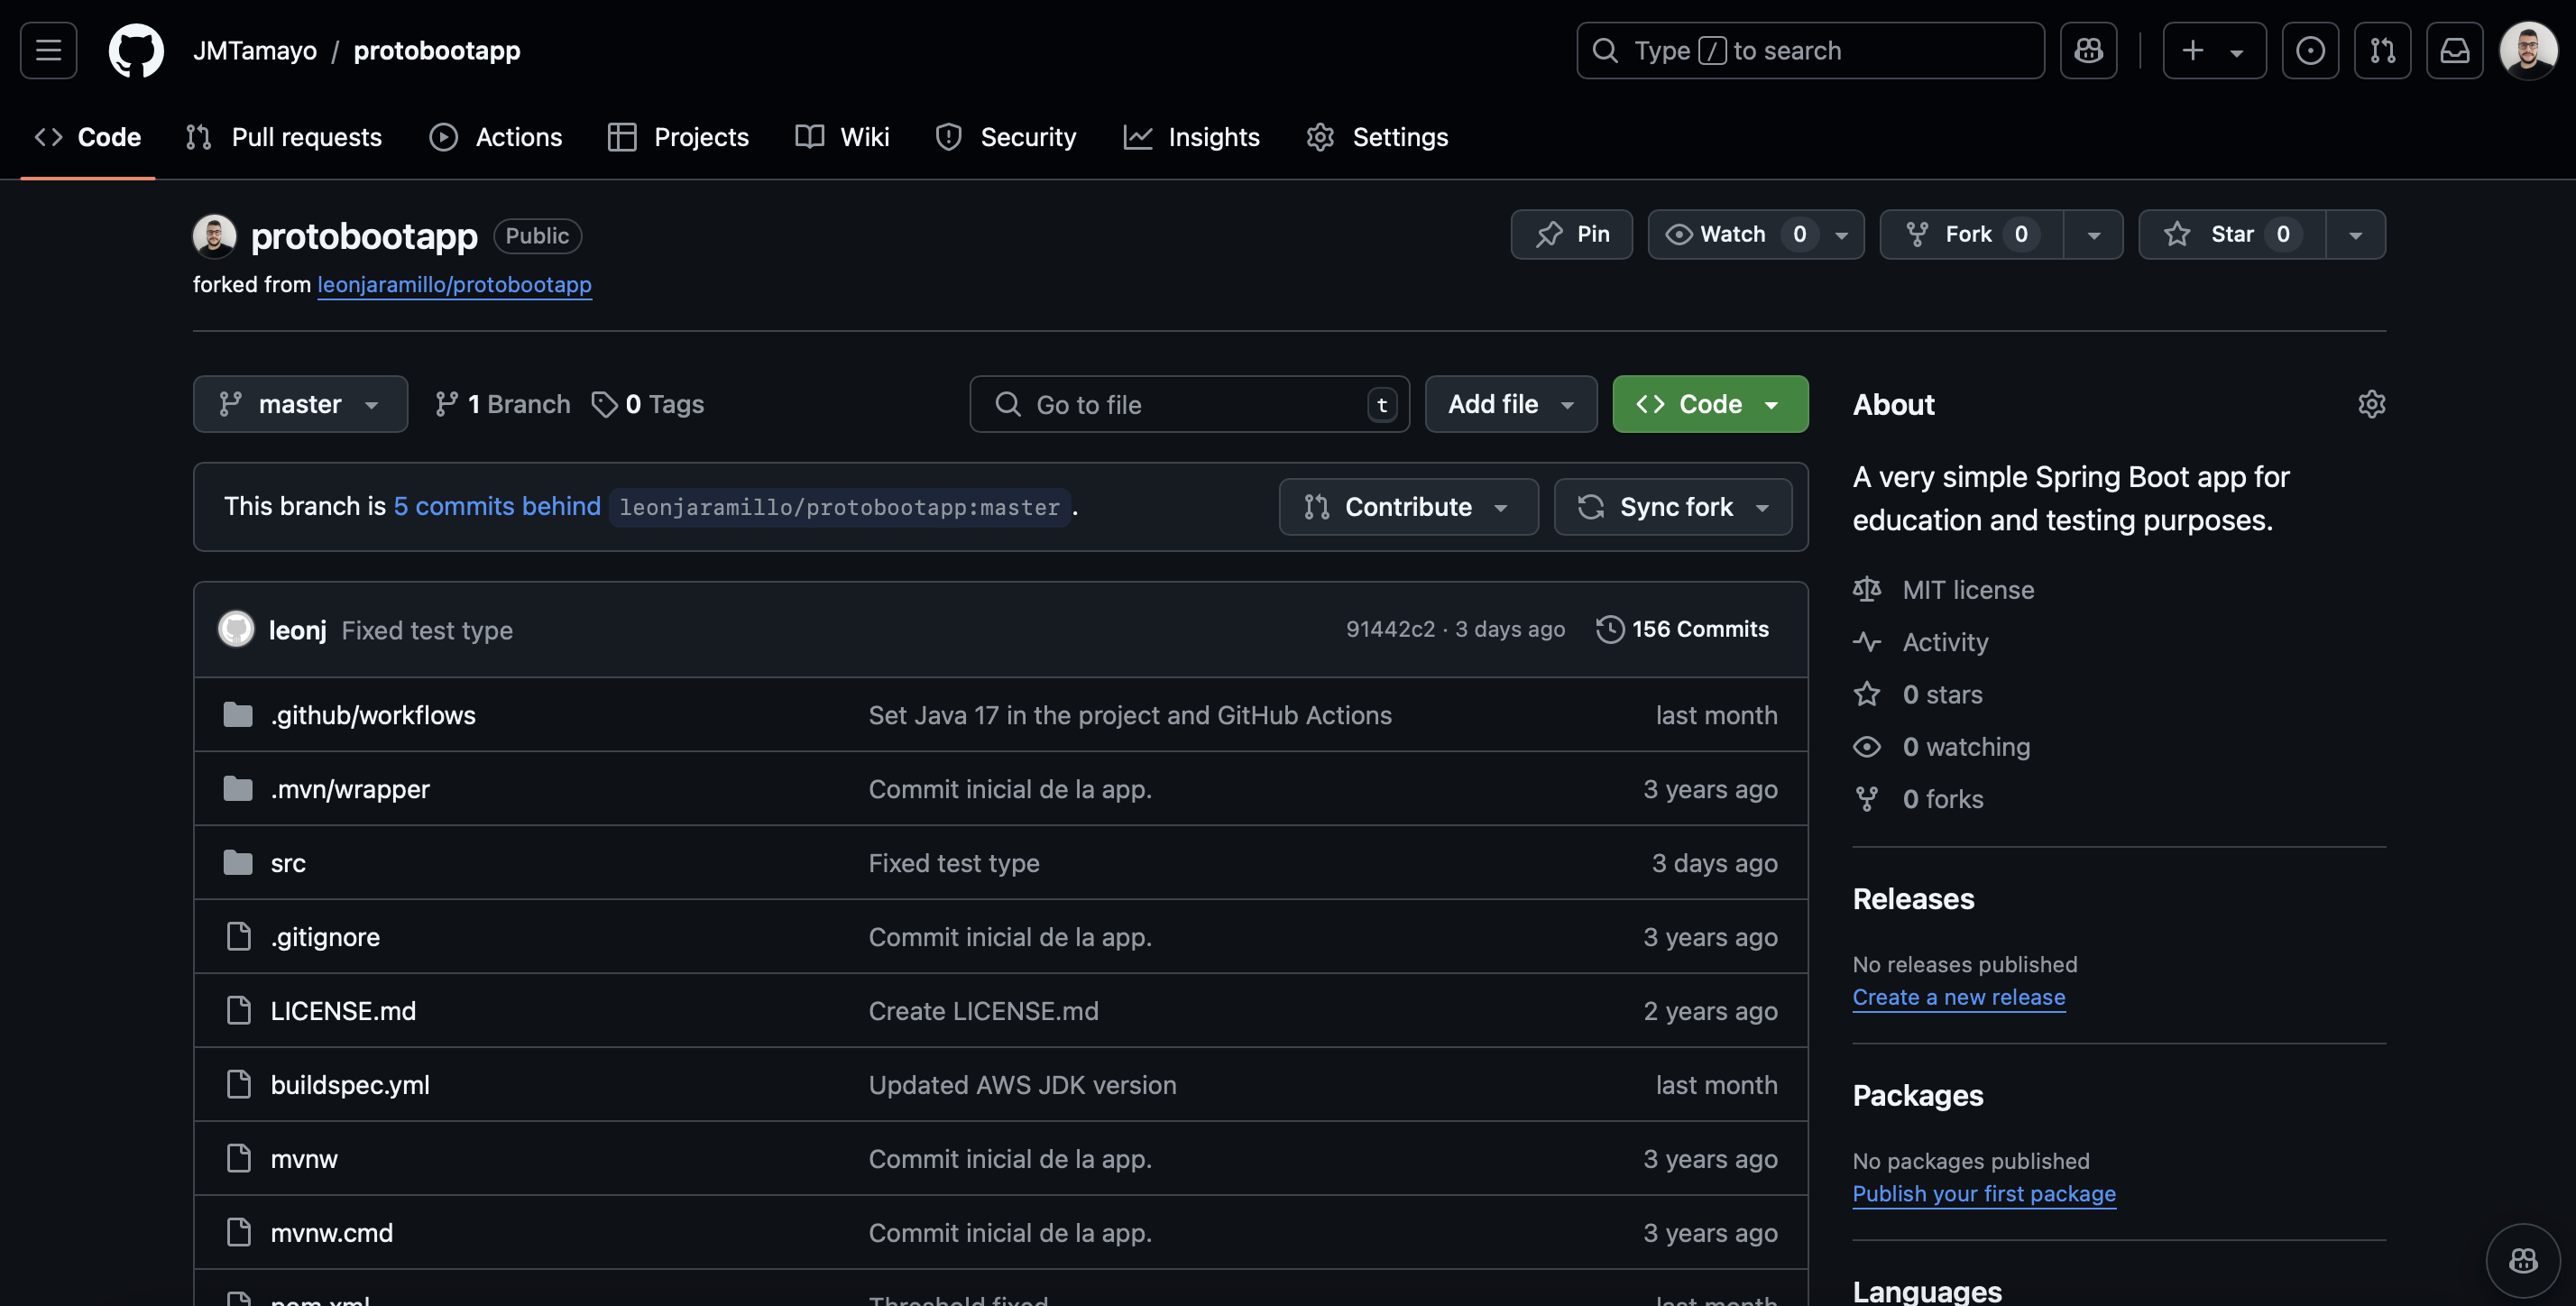 JMTamayo / protobootapp
Type / to search
Code
Pull requests
Actions
Projects
Wiki
Security
Insights
Settings
protobootapp Public
forked from leonjaramillo/protobootapp
Pin
Watch 0
Fork 0
Star 0
master
1 Branch
0 Tags
Go to file t
Add file
Code
This branch is 5 commits behind leonjaramillo/protobootapp:master .
Contribute
Sync fork
leonj Fixed test type 91442c2 · 3 days ago 156 Commits
.github/workflows Set Java 17 in the project and GitHub Actions last month
.mvn/wrapper Commit inicial de la app. 3 years ago
src Fixed test type 3 days ago
.gitignore Commit inicial de la app. 3 years ago
LICENSE.md Create LICENSE.md 2 years ago
buildspec.yml Updated AWS JDK version last month
mvnw Commit inicial de la app. 3 years ago
mvnw.cmd Commit inicial de la app. 3 years ago
pom.xml Threshold fixed last month
About
A very simple Spring Boot app for
education and testing purposes.
MIT license
Activity
0 stars
0 watching
0 forks
Releases
No releases published
Create a new release
Packages
No packages published
Publish your first package
Languages